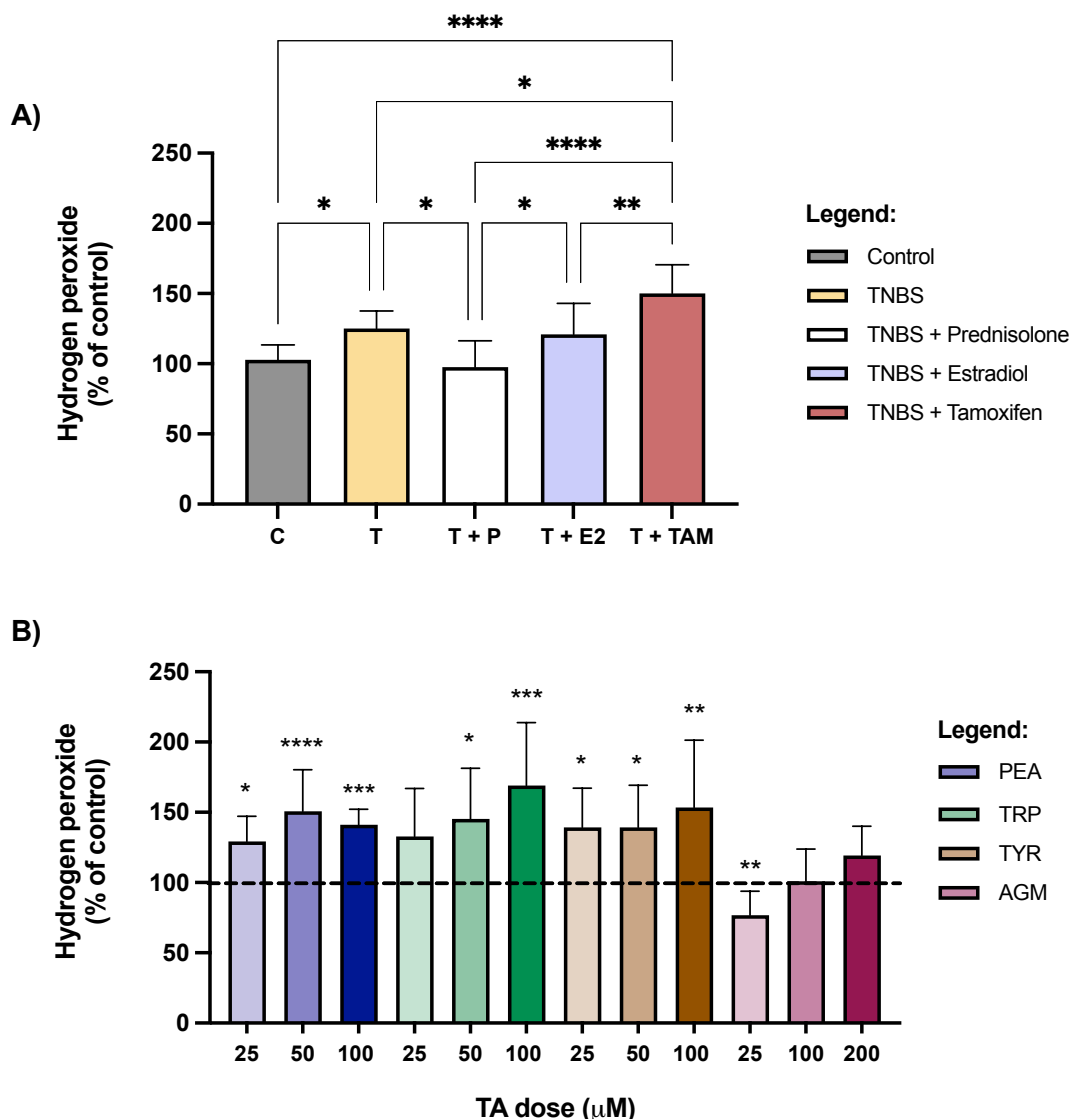 A)
****
*
****
* * * **
Hydrogen peroxide
(% of control)
250
200
150
100
50
0
C T T + P T + E2 T + TAM
Legend:
Control
TNBS
TNBS + Prednisolone
TNBS + Estradiol
TNBS + Tamoxifen
B)
Hydrogen peroxide
(% of control)
250
200
150
100
50
0
* **** *** * *** * * ** **
25 50 100 25 50 100 25 50 100 25 100 200
TA dose (μM)
Legend:
PEA
TRP
TYR
AGM